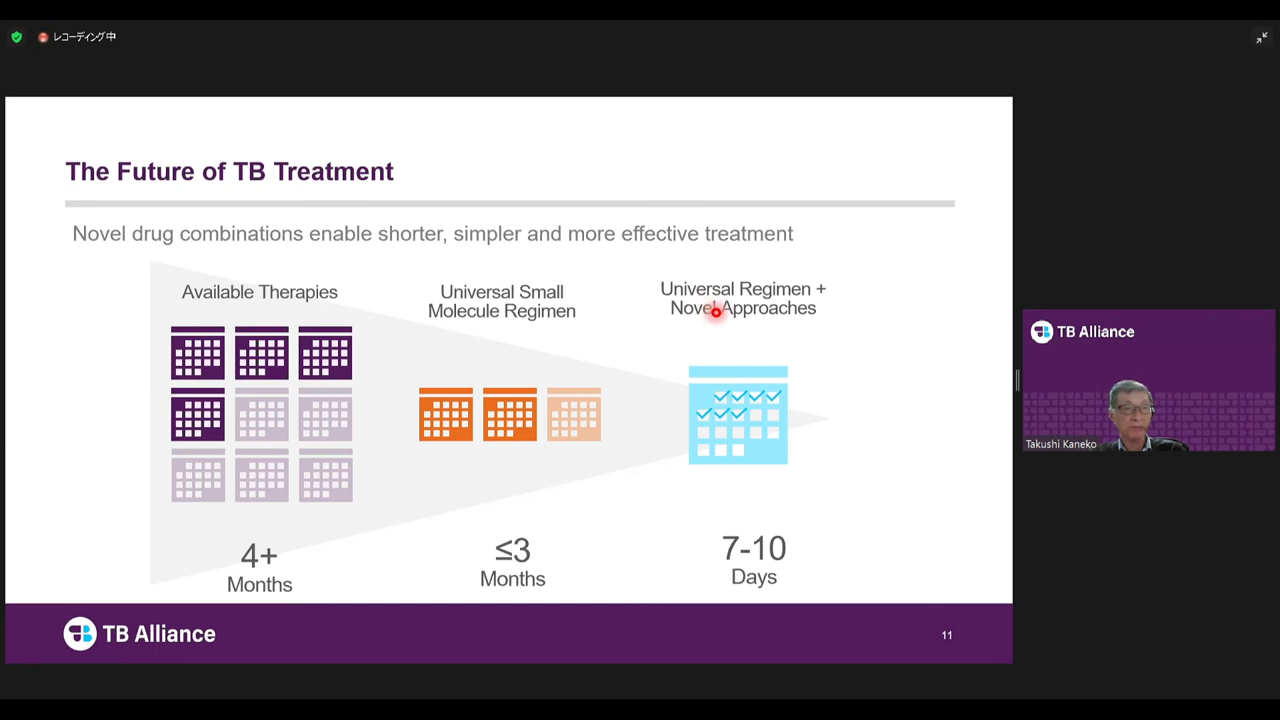 レコーディング中
The Future of TB Treatment
Novel drug combinations enable shorter, simpler and more effective treatment
Available Therapies
4+
Months
Universal Small
Molecule Regimen
≤3
Months
Universal Regimen +
Novel Approaches
7-10
Days
TB Alliance
11
TB Alliance
Takushi Kaneko